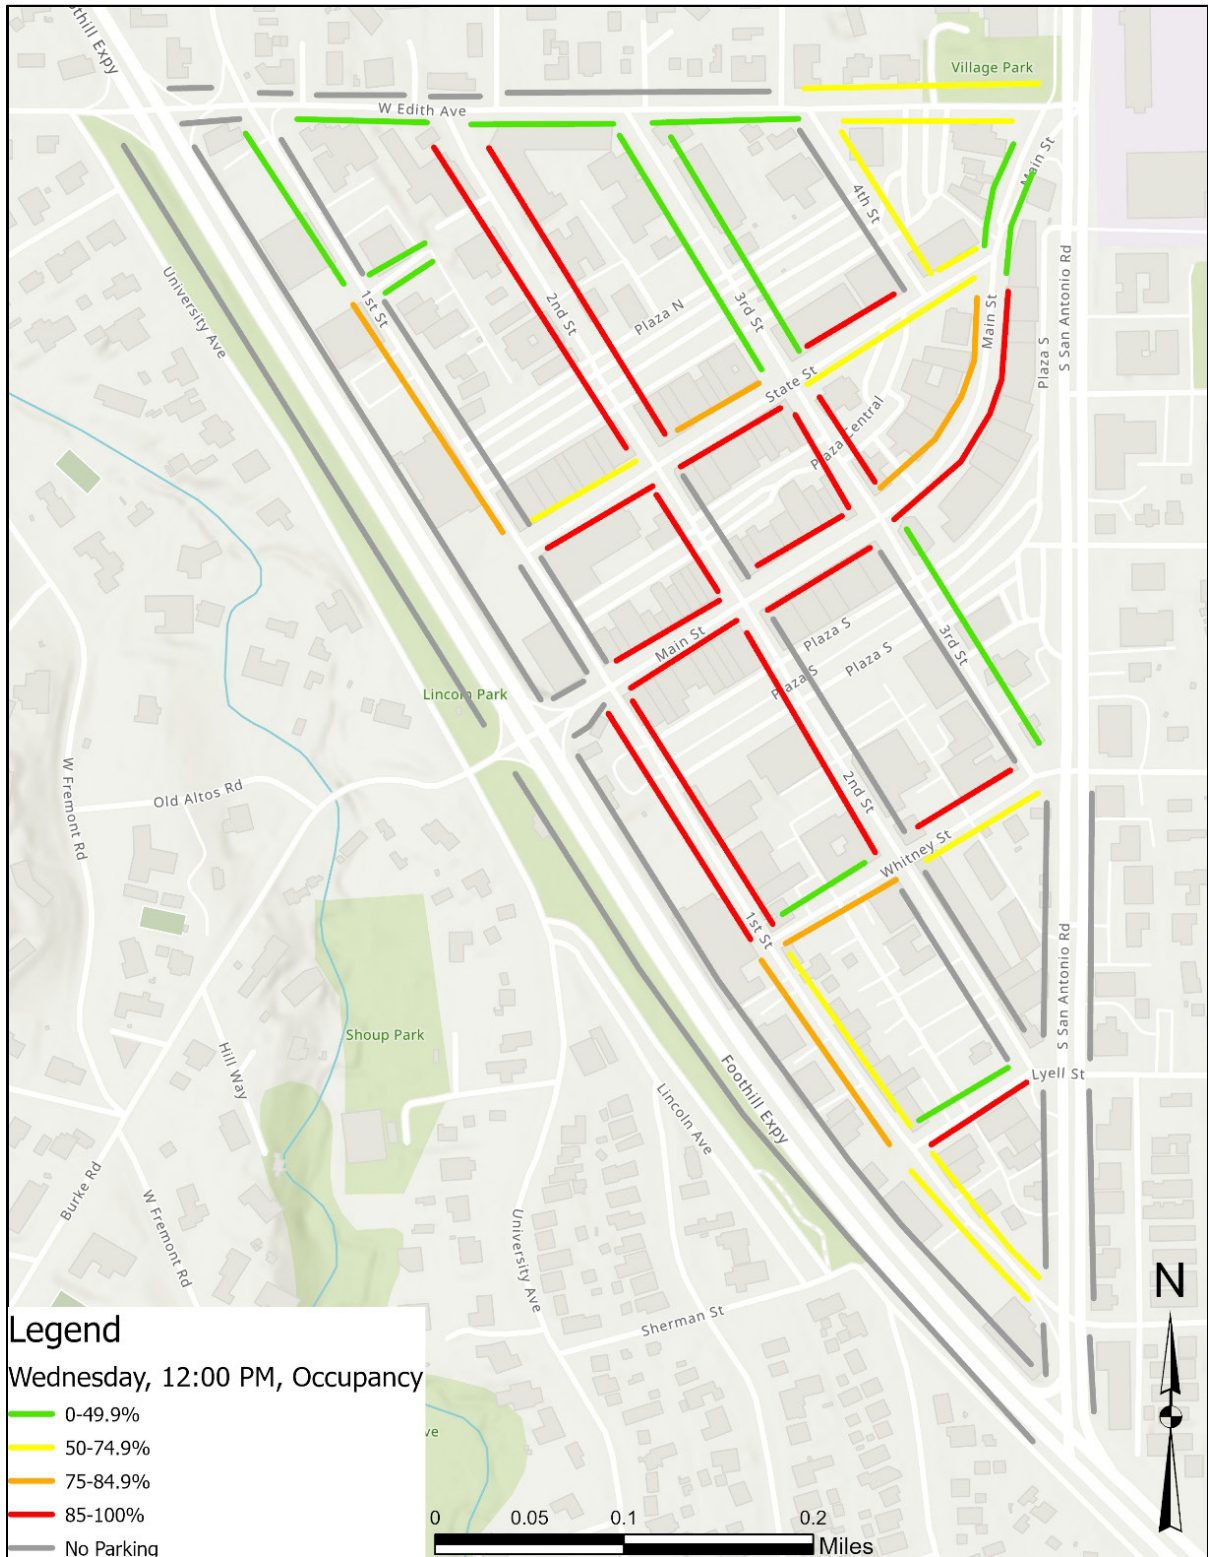 othill Expy
Village Park
W Edith Ave
Main St
4th St
University Ave
1st St
2nd St
Plaza N
3rd St
Main St
Plaza S
S San Antonio Rd
State St
Plaza Central
Main St
Plaza S
Plaza S
Plaza S
3rd St
Lincoln Park
W Fremont Rd
Old Altos Rd
2nd St
Whitney St
1st St
S San Antonio Rd
Shoup Park
Hill Way
Foothill Expy
Lyell St
Lincoln Ave
Burke Rd
W Fremont Rd
University Ave
Sherman St
N
Legend
Wednesday, 12:00 PM, Occupancy
0-49.9%
50-74.9%
75-84.9%
85-100%
No Parking
ve
0 0.05 0.1 0.2
Miles